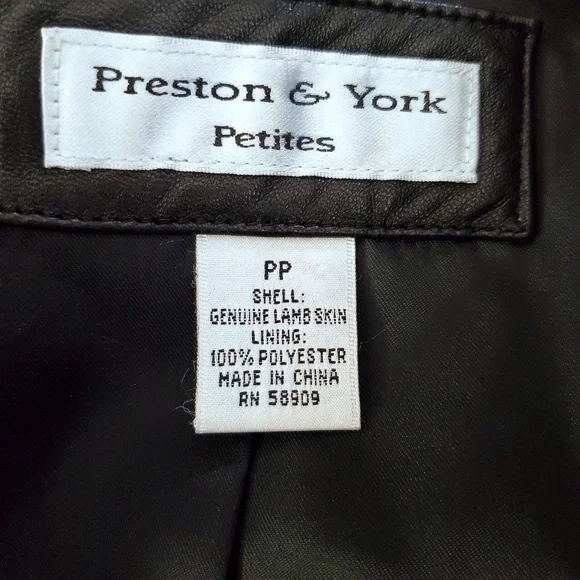 Preston & York
Petites
PP
SHELL:
GENUINE LAMB SKIN
LINING:
100% POLYESTER
MADE IN CHINA
RN 58909